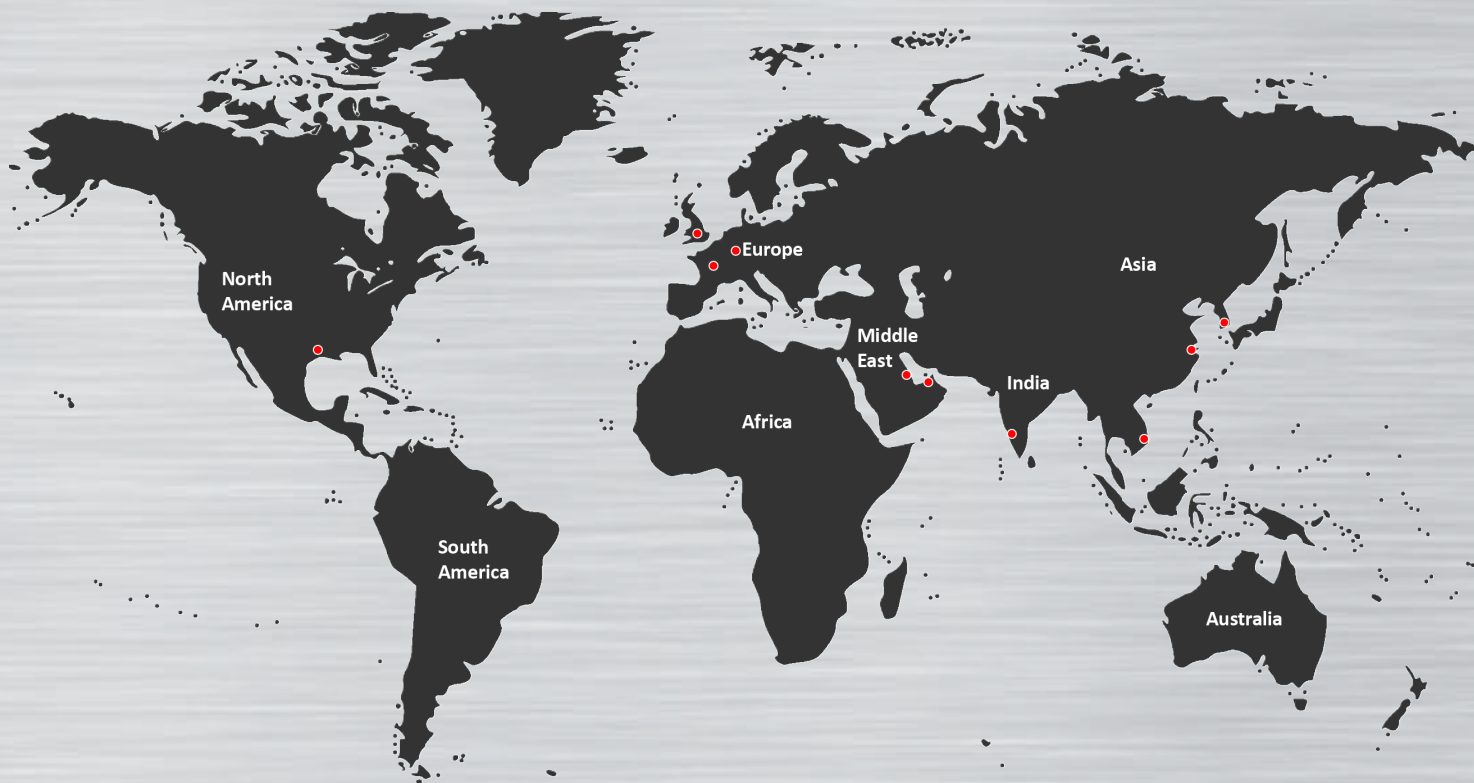 North
America
South
America
Europe
Africa
Middle
East
India
Asia
Australia